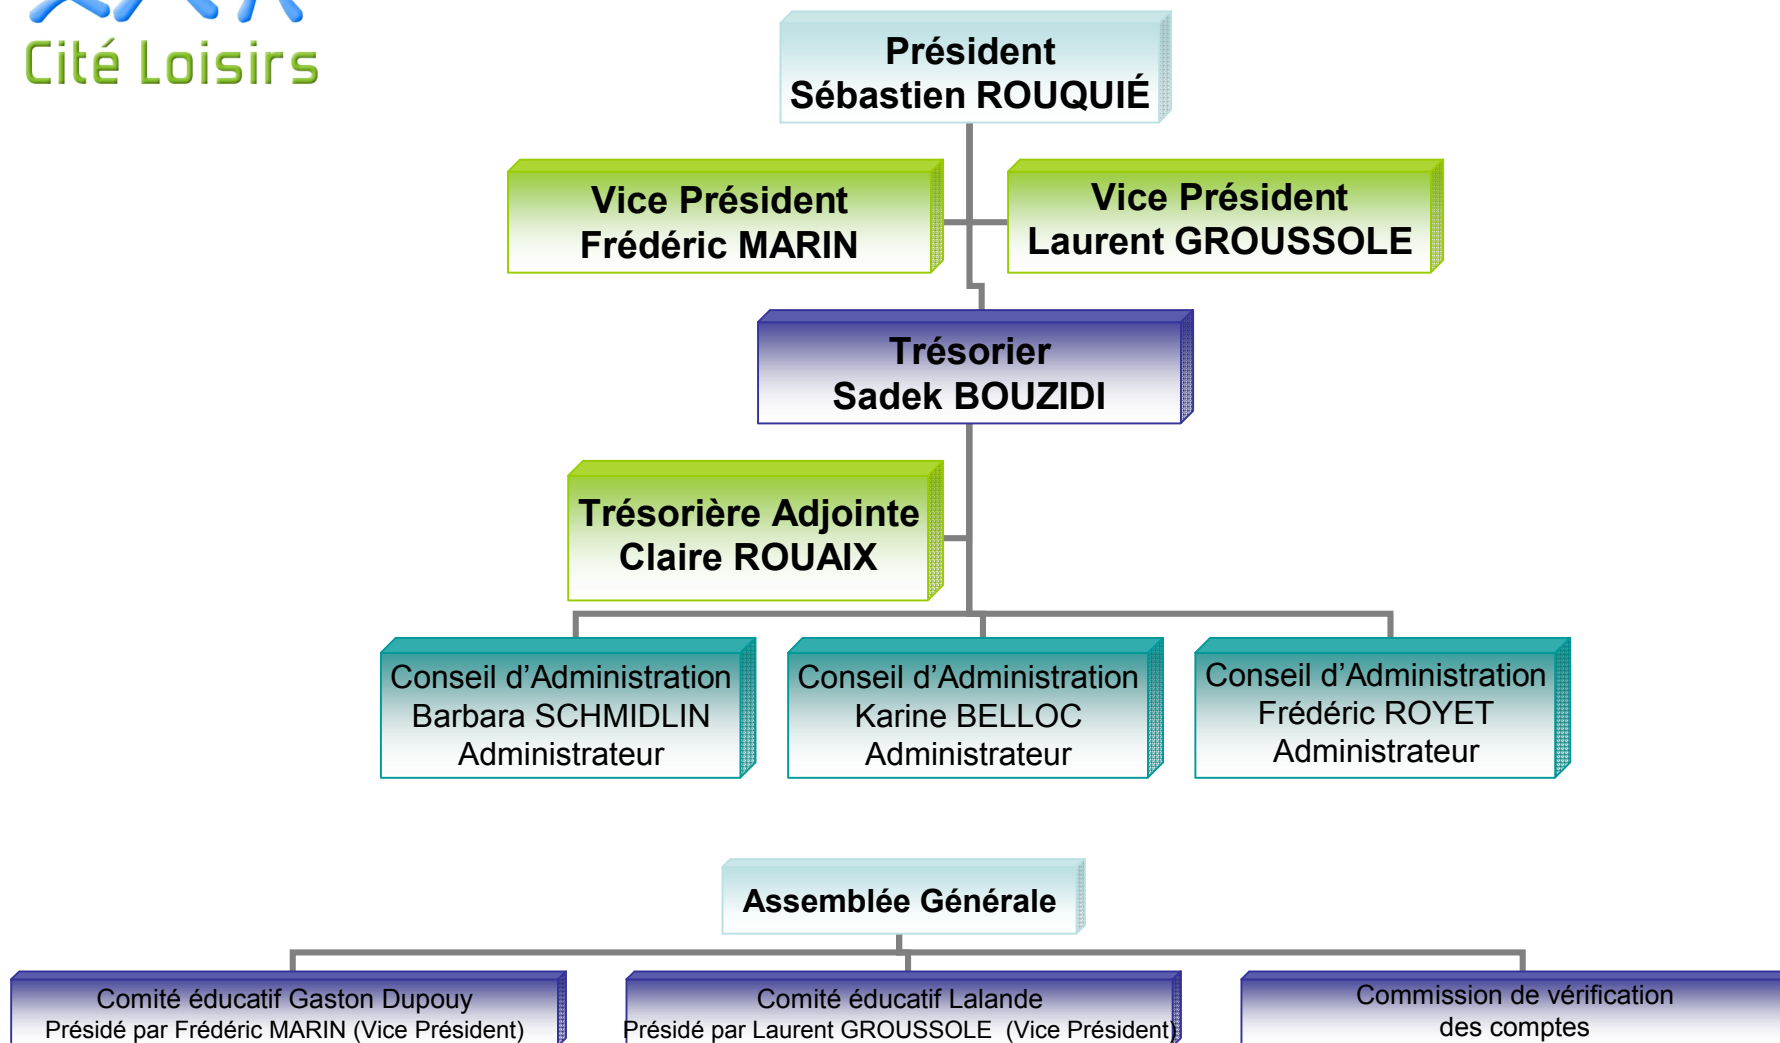 Cité Loisirs
Président
Sébastien ROUQUIÉ
Vice Président
Frédéric MARIN
Vice Président
Laurent GROUSSOLE
Trésorier
Sadek BOUZIDI
Trésorière Adjointe
Claire ROUAIX
Conseil d’Administration
Barbara SCHMIDLIN
Administrateur
Conseil d’Administration
Karine BELLOC
Administrateur
Conseil d’Administration
Frédéric ROYET
Administrateur
Assemblée Générale
Comité éducatif Gaston Dupouy
Présidé par Frédéric MARIN (Vice Président)
Comité éducatif Lalande
Présidé par Laurent GROUSSOLE (Vice Président)
Commission de vérification
des comptes